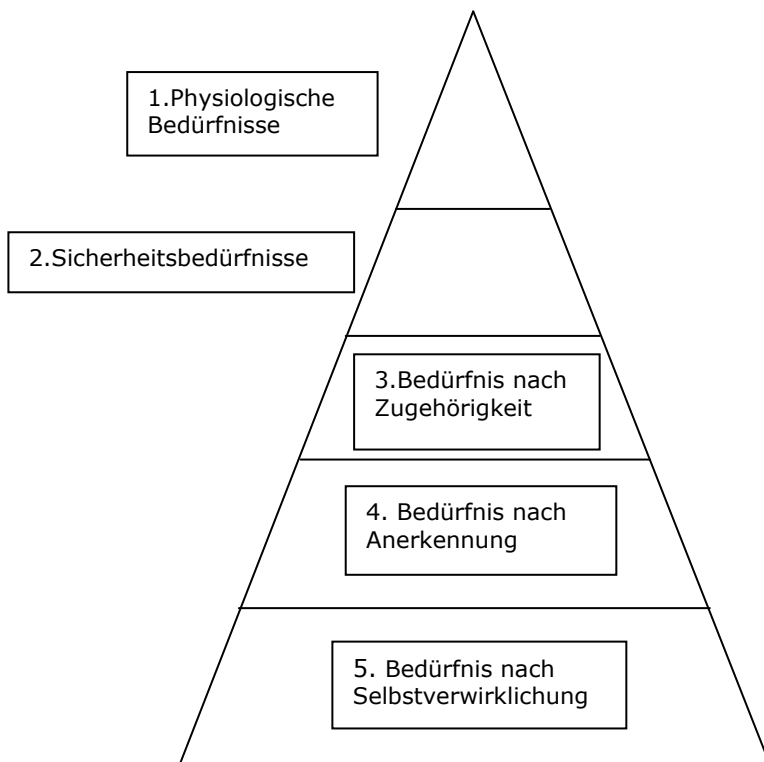 1.Physiologische
Bedürfnisse
2.Sicherheitsbedürfnisse
3.Bedürfnis nach
Zugehörigkeit
4. Bedürfnis nach
Anerkennung
5. Bedürfnis nach
Selbstverwirklichung